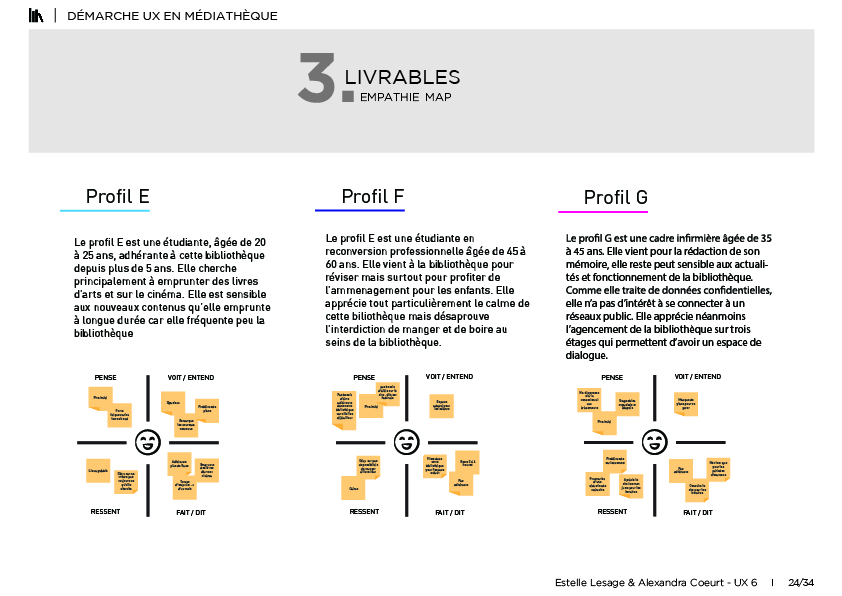 DÉMARCHE UX EN MÉDIATHÈQUE
3.
LIVRABLES
EMPATHIE MAP
Profil E
Le profil E est une étudiante, âgée de 20
à 25 ans, adhérante à cette bibliothèque
depuis plus de 5 ans. Elle cherche
principalement à emprunter des livres
d'arts et sur le cinéma. Elle est sensible
aux nouveaux contenus qu'elle emprunte
à longue durée car elle fréquente peu la
bibliothèque
PENSE
VOIT / ENTEND
RESSENT
FAIT / DIT
Profil F
Le profil E est une étudiante en
reconversion professionnelle âgée de 45 à
60 ans. Elle vient à la bibliothèque pour
réviser mais surtout pour profiter de
l'ammenagement pour les enfants. Elle
apprécie tout particulièrement le calme de
cette biliothèque mais désaprouve
l'interdiction de manger et de boire au
seins de la bibliothèque.
PENSE
VOIT / ENTEND
RESSENT
FAIT / DIT
Profil G
Le profil G est une cadre infirmière âgée de 35
à 45 ans. Elle vient pour la rédaction de son
mémoire, elle reste peut sensible aux actuali-
tés et fonctionnement de la bibliothèque.
Comme elle traite de données confidentielles,
elle n'a pas d'intérêt à se connecter à un
réseaux public. Elle apprécie néanmoins
l'agencement de la bibliothèque sur trois
étages qui permettent d'avoir un espace de
dialogue.
PENSE
VOIT / ENTEND
RESSENT
FAIT / DIT
Estelle Lesage & Alexandra Coeurt - UX 6 | 24/34